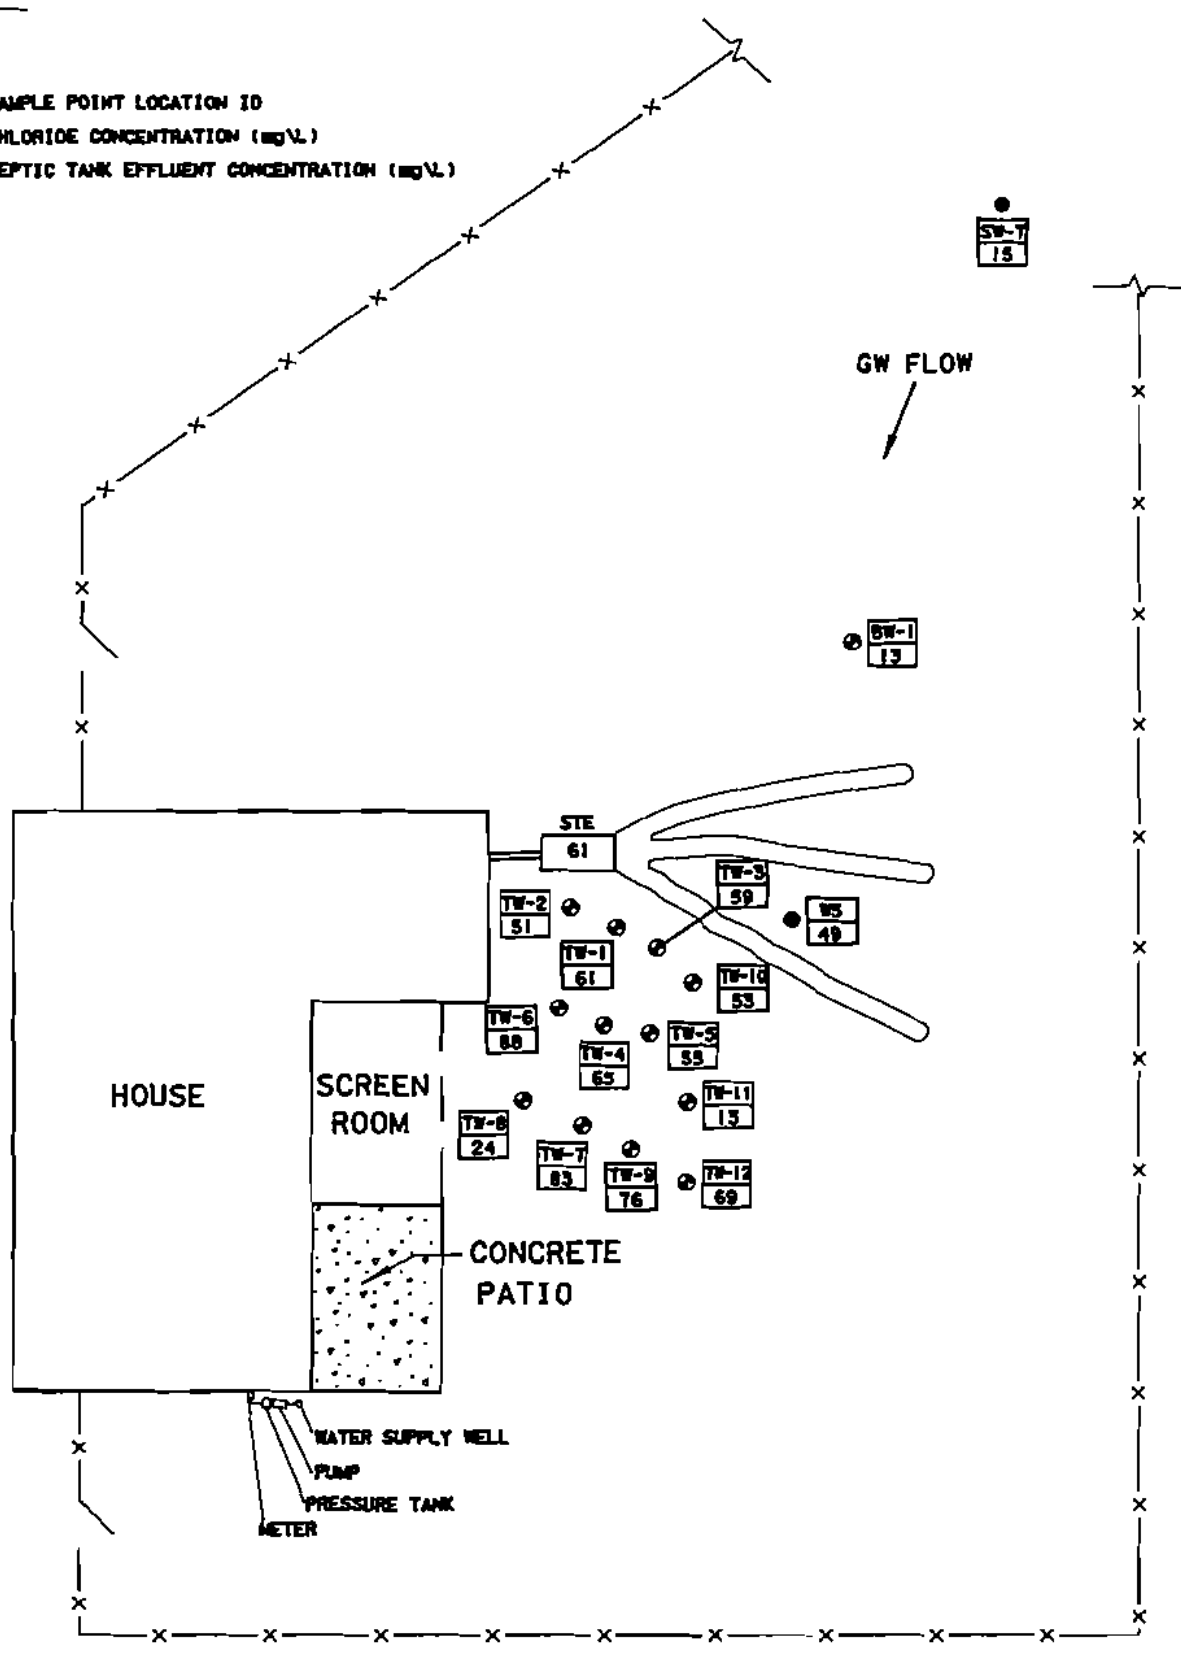 AMPLE POINT LOCATION ID
HLORIDE CONCENTRATION (mg\L)
EPTIC TANK EFFLUENT CONCENTRATION (mg\L)
SW-T
15
GW FLOW
BW-1
13
STE
61
TW-3
59
TW-2
51
W5
49
TW-1
61
TW-10
53
TW-6
88
TW-5
55
TW-4
65
HOUSE
SCREEN
ROOM
TW-11
13
TW-8
24
TW-7
83
TW-9
76
TW-12
69
CONCRETE
PATIO
WATER SUPPLY WELL
PUMP
PRESSURE TANK
METER